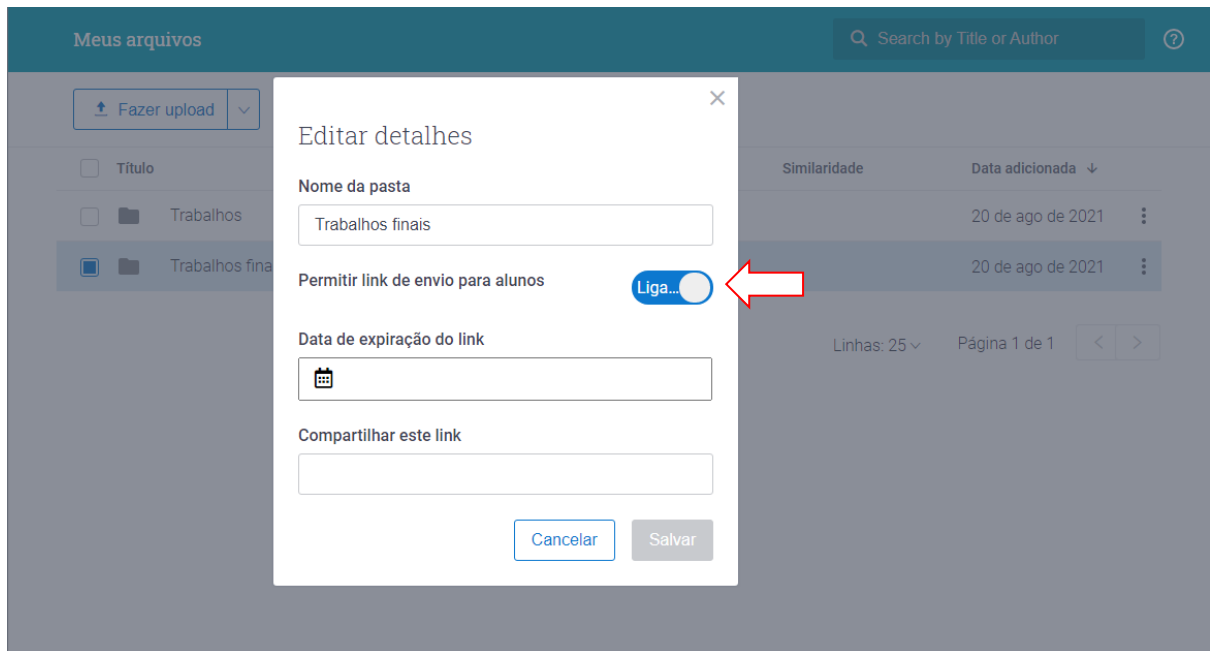 Meus arquivos
Search by Title or Author
Fazer upload
Título
Similaridade
Data adicionada
Trabalhos
20 de ago de 2021
Trabalhos fina
20 de ago de 2021
Linhas: 25
Página 1 de 1
Editar detalhes
Nome da pasta
Trabalhos finais
Permitir link de envio para alunos
Liga...
Data de expiração do link
Compartilhar este link
Cancelar
Salvar